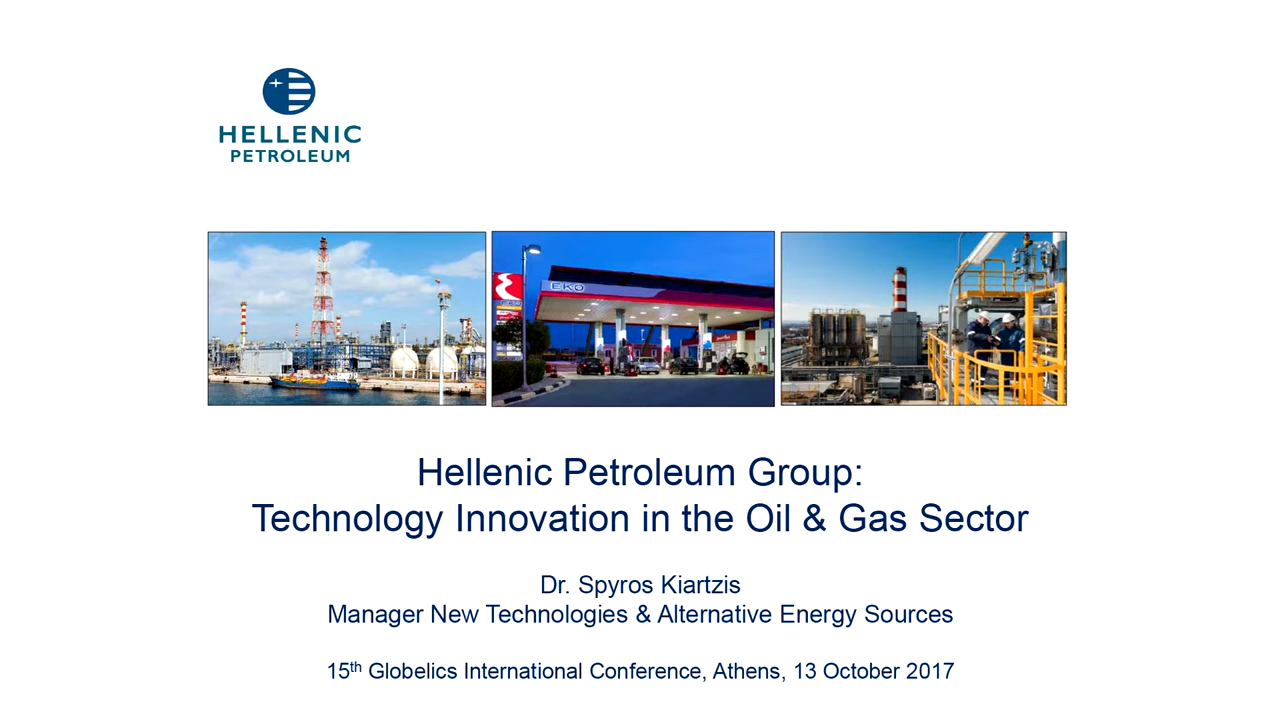 HELLENIC
PETROLEUM
EKO
Hellenic Petroleum Group:
Technology Innovation in the Oil & Gas Sector
Dr. Spyros Kiartzis
Manager New Technologies & Alternative Energy Sources
15th Globelics International Conference, Athens, 13 October 2017